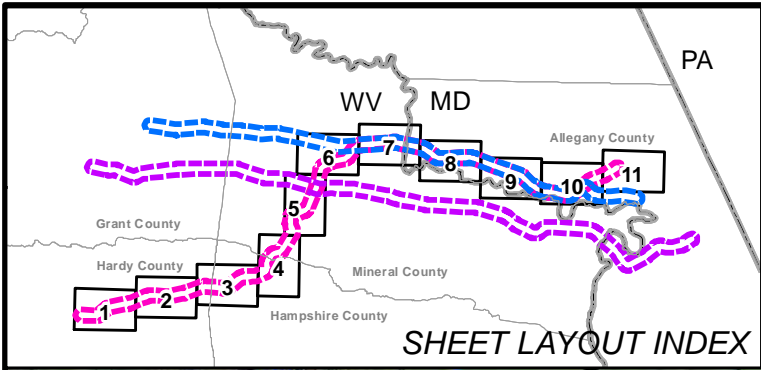 PA
WV
MD
Allegany County
6
7
8
9
10
11
5
Grant County
4
Hardy County
Mineral County
3
2
1
Hampshire County
SHEET LAYOUT INDEX